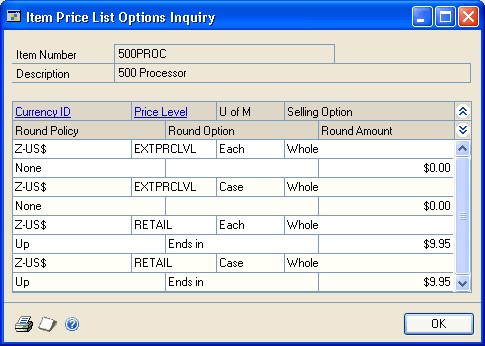 Item Price List Options Inquiry
Item Number 500PROC
Description 500 Processor
Currency ID Price Level U of M Selling Option
Round Policy Round Option Round Amount
Z-US$ EXTPRCLVL Each Whole
None $0.00
Z-US$ EXTPRCLVL Case Whole
None $0.00
Z-US$ RETAIL Each Whole
Up Ends in $9.95
Z-US$ RETAIL Case Whole
Up Ends in $9.95
OK